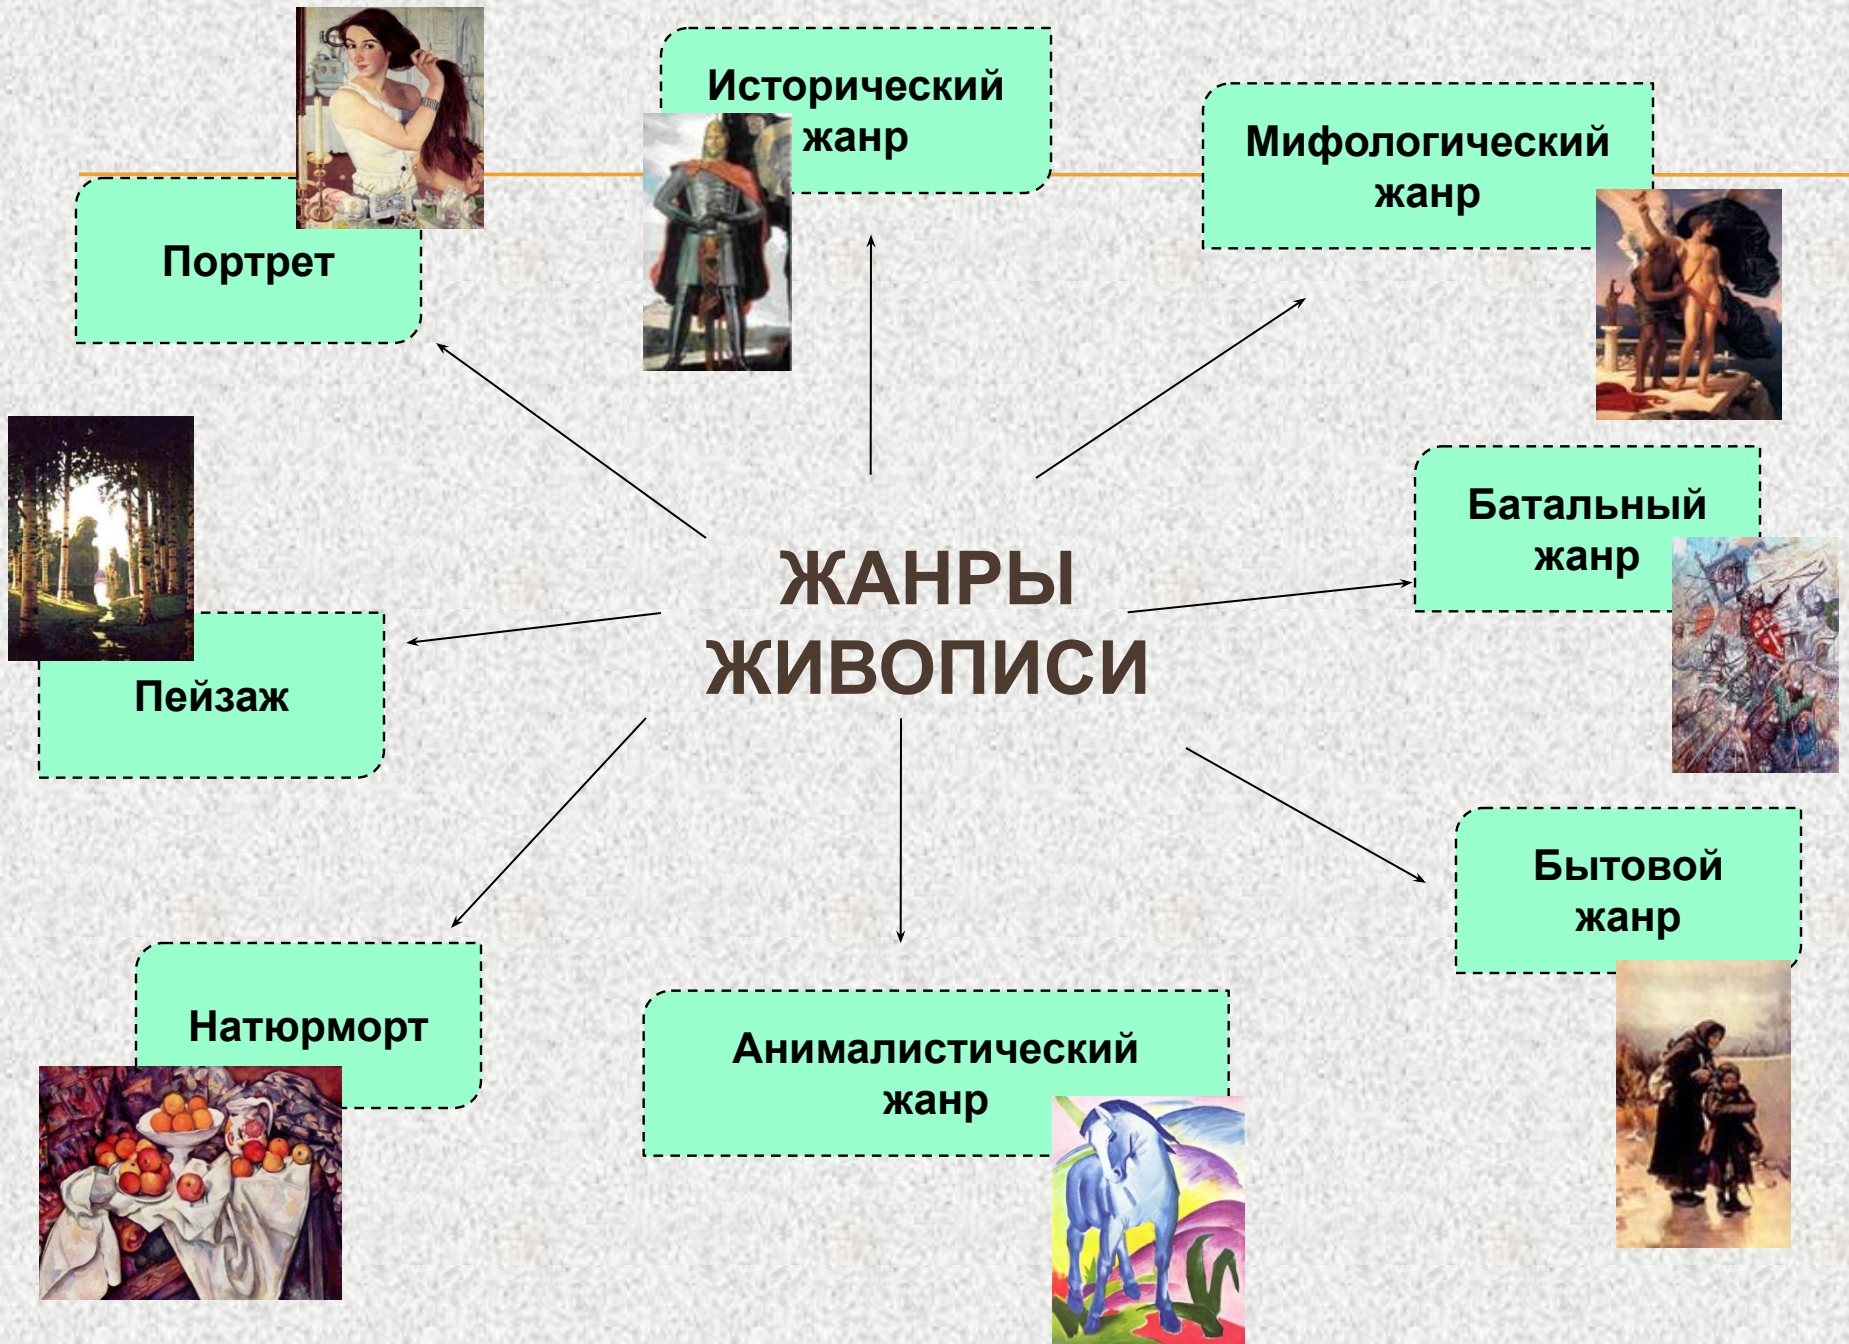 Исторический
жанр
Мифологический
жанр
Портрет
Батальный
жанр
ЖАНРЫ
ЖИВОПИСИ
Пейзаж
Бытовой
жанр
Натюрморт
Анималистический
жанр